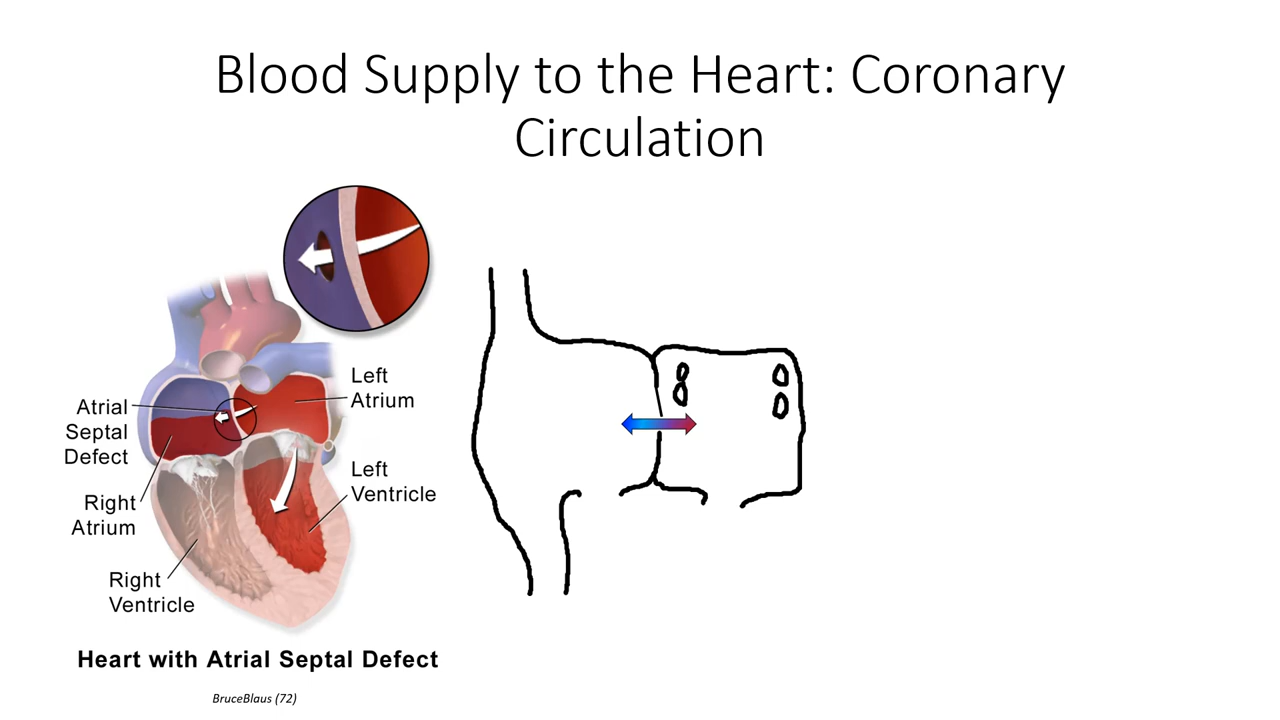 Blood Supply to the Heart: Coronary
Circulation
Left
Atrium
Atrial
Septal
Defect
Left
Ventricle
Right
Atrium
Right
Ventricle
Heart with Atrial Septal Defect
BruceBlaus (72)